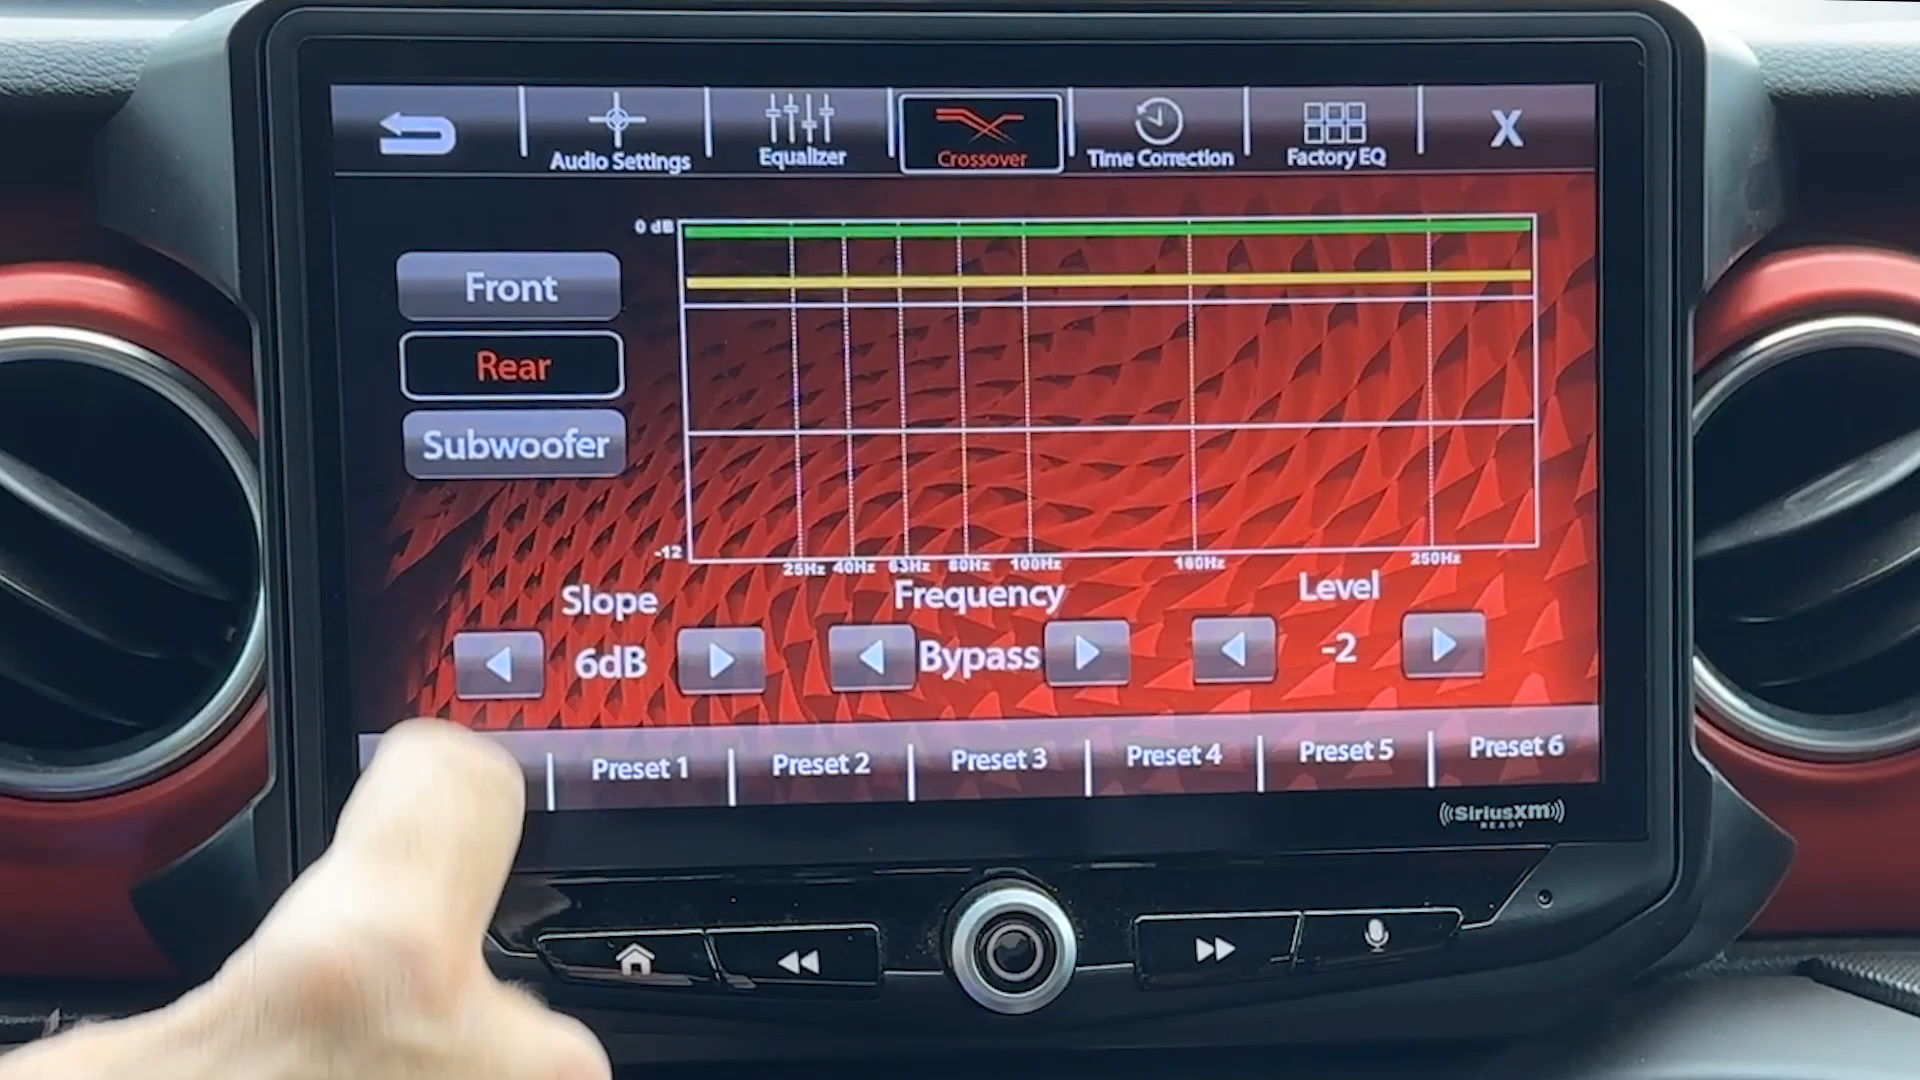 Audio Settings
Equalizer
Crossover
Time Correction
Factory EQ
X
0 dB
Front
Rear
Subwoofer
-12
25Hz 40Hz 63Hz 80Hz 100Hz 160Hz 250Hz
Slope
Frequency
Level
6dB
Bypass
-2
Preset 1
Preset 2
Preset 3
Preset 4
Preset 5
Preset 6
((SiriusXM))
READY